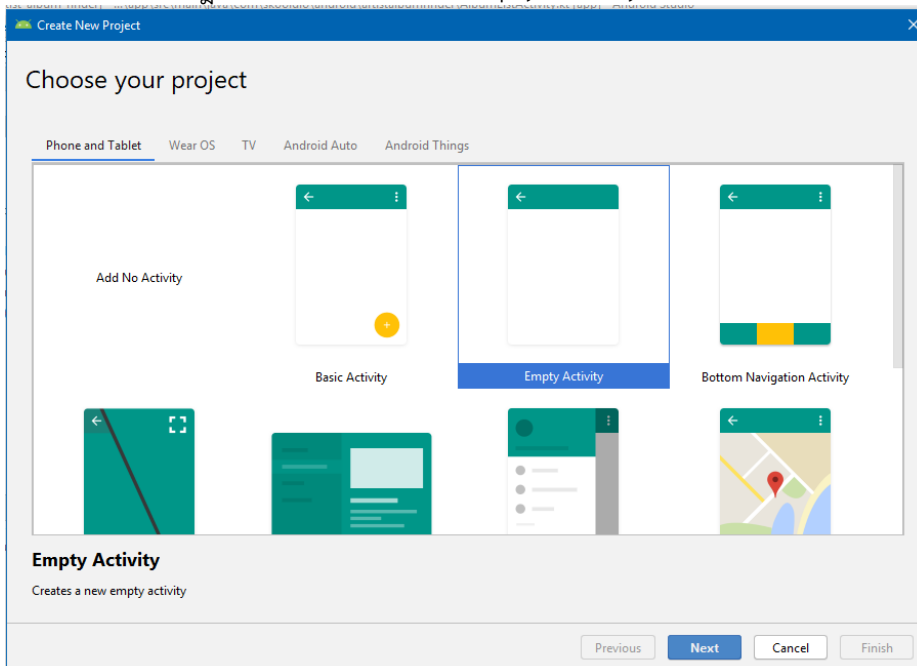 Create New Project
Choose your project
Phone and Tablet
Wear OS
TV
Android Auto
Android Things
Add No Activity
Basic Activity
Empty Activity
Bottom Navigation Activity
Empty Activity
Creates a new empty activity
Previous
Next
Cancel
Finish